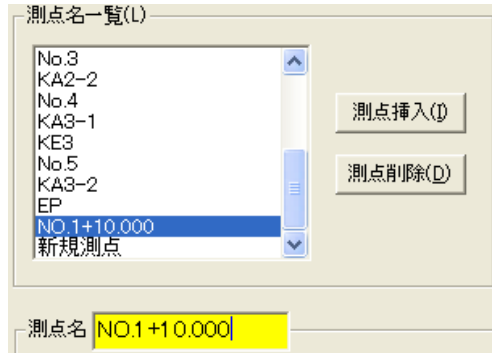 測点名一覧(L)
No.3
KA2-2
No.4
KA3-1
KE3
No.5
KA3-2
EP
NO.1+10.000
新規測点
測点挿入(I)
測点削除(D)
測点名 NO.1+10.000